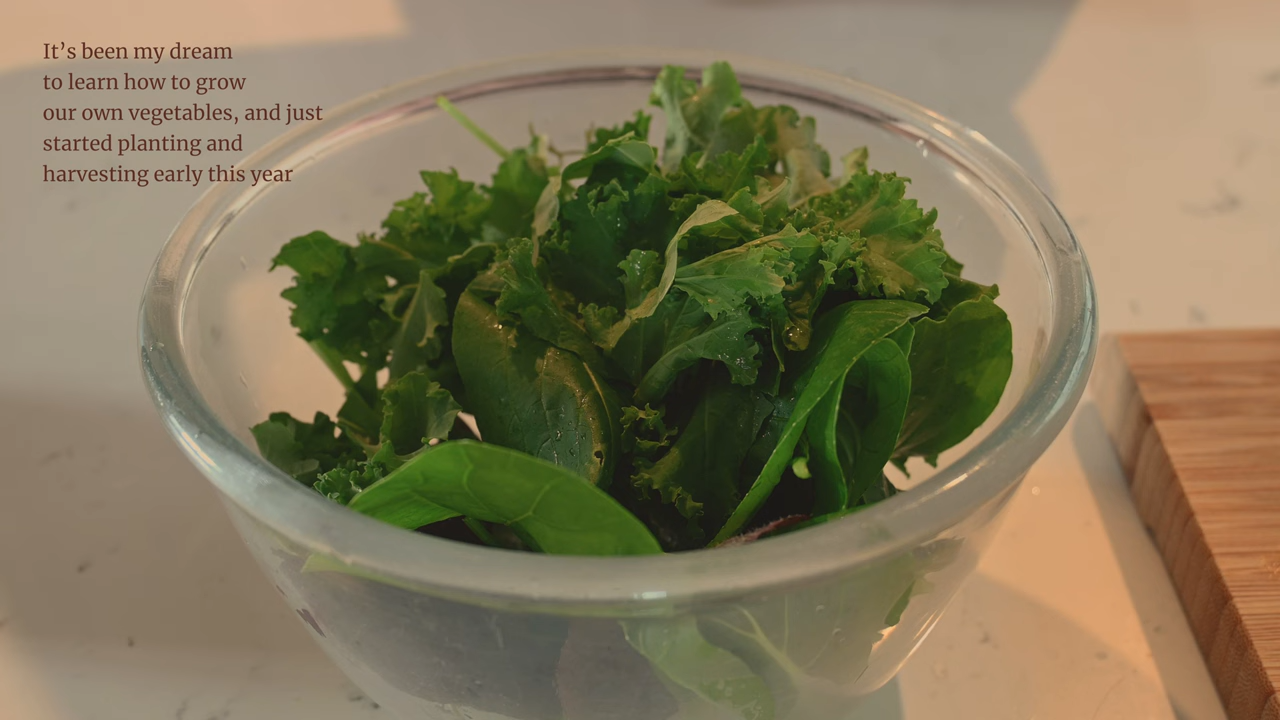 It’s been my dream
to learn how to grow
our own vegetables, and just
started planting and
harvesting early this year